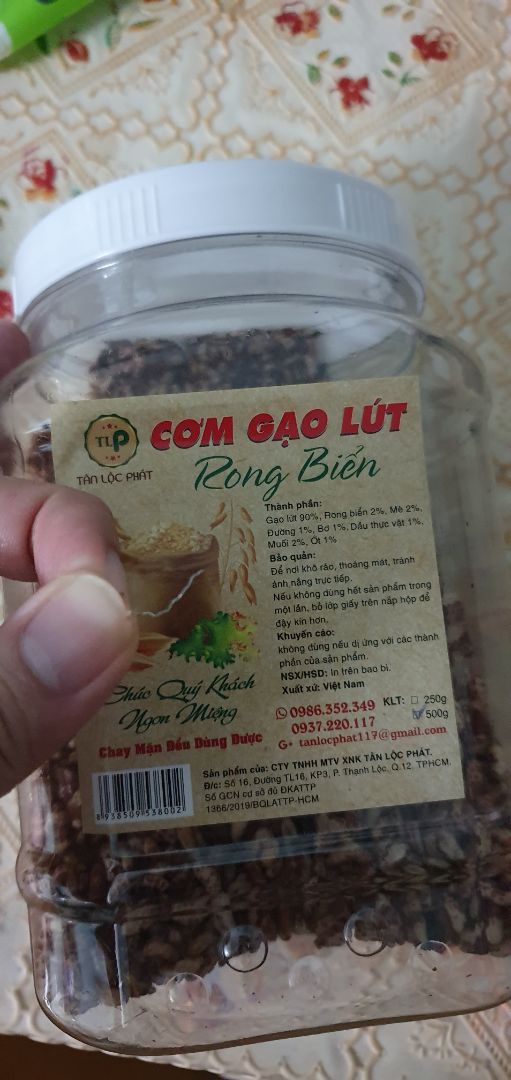 TLP
TÂN LỘC PHÁT
CƠM GẠO LÚT
Rong Biển
Thành phần:
Gạo lút 90%, Rong biển 2%, Mè 2%,
Đường 1%, Bơ 1%, Dầu thực vật 1%,
Muối 2%, Ớt 1%
Bảo quản:
Để nơi khô ráo, thoáng mát, tránh
ánh nắng trực tiếp.
Nếu không dùng hết sản phẩm trong
một lần, bỏ lớp giấy trên nắp hộp để
đậy kín hơn.
Khuyến cáo:
không dùng nếu dị ứng với các thành
phần của sản phẩm.
NSX/HSD: In trên bao bì.
Xuất xứ: Việt Nam
Chúc Quý Khách
Ngon Miệng
Chay Mặn Đều Dùng Được
0986.352.349
0937.220.117
KLT: 250g
500g
G+ tanlocphat117@gmail.com
Sản phẩm của: CTY TNHH MTV XNK TÂN LỘC PHÁT.
Đ/c: Số 16, Đường TL16, KP3, P. Thạnh Lộc, Q.12, TPHCM.
Số GCN cơ sở đủ ĐKATTP
1366/2019/BQLATTP-HCM
8938509538002